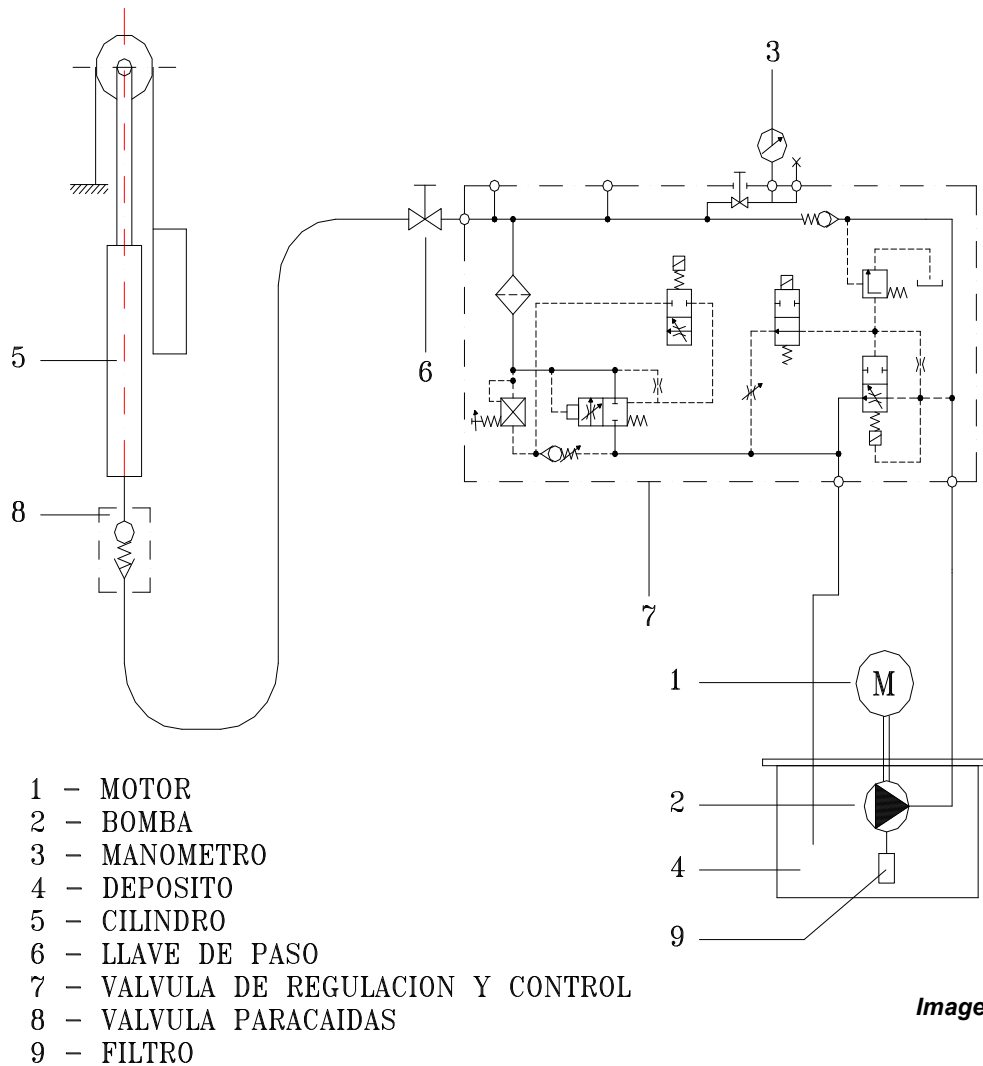 3
5
6
8
7
1
M
2
4
9
1 - MOTOR
2 - BOMBA
3 - MANOMETRO
4 - DEPOSITO
5 - CILINDRO
6 - LLAVE DE PASO
7 - VALVULA DE REGULACION Y CONTROL
8 - VALVULA PARACAIDAS
9 - FILTRO
Image